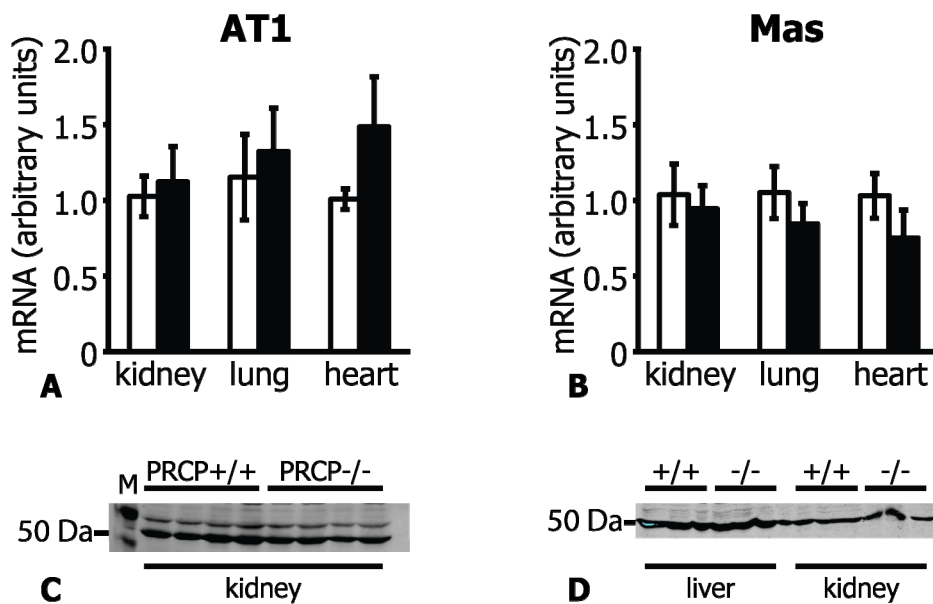 AT1
mRNA (arbitrary units)
2.0
1.5
1.0
0.5
0
kidney lung heart
A
Mas
mRNA (arbitrary units)
2.0
1.5
1.0
0.5
0
kidney lung heart
B
M PRCP+/+ PRCP-/-
50 Da
kidney
C
+/+ -/- +/+ -/-
50 Da
liver kidney
D